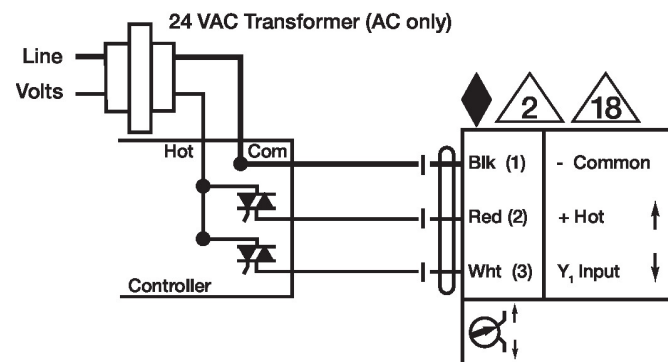 24 VAC Transformer (AC only)
Line
Volts
2
18
Hot
Com
Blk (1)
- Common
Red (2)
+ Hot
Wht (3)
Y₁ Input
Controller